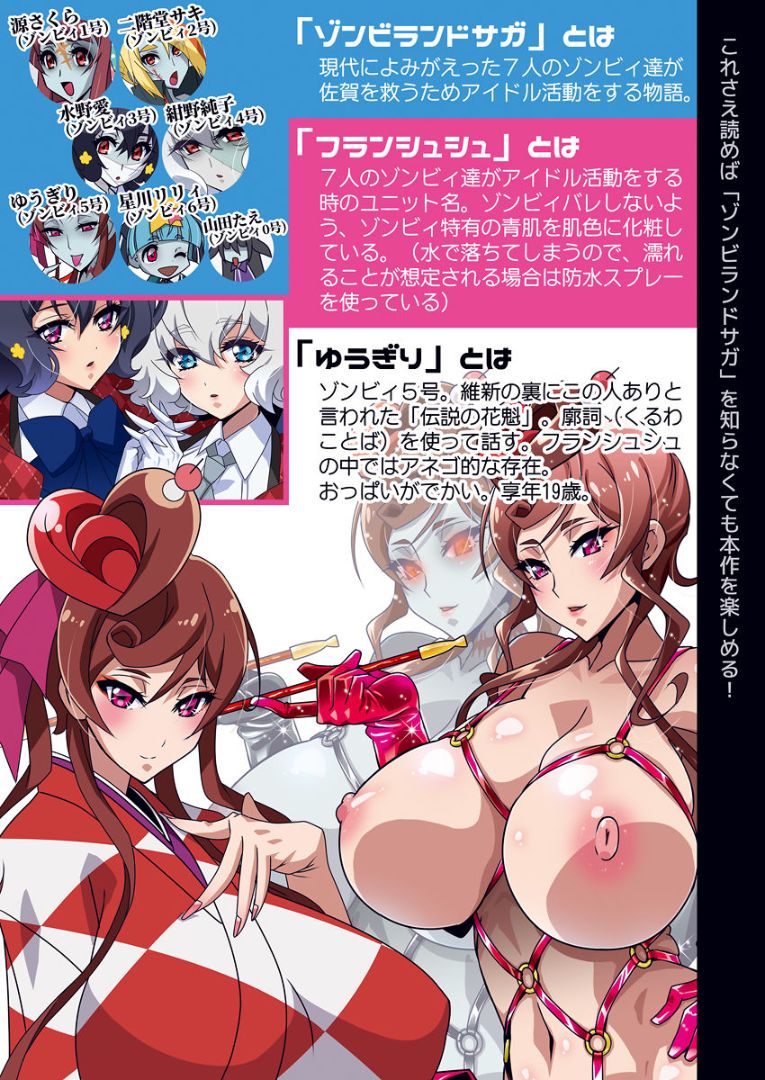 源さくら
(ゾンビィ1号)
二階堂サキ
(ゾンビィ2号)
水野愛
(ゾンビィ3号)
紺野純子
(ゾンビィ4号)
ゆうぎり
(ゾンビィ5号)
星川リリィ
(ゾンビィ6号)
山田たえ
(ゾンビィ0号)
「ゾンビランドサガ」とは
現代によみがえった7人のゾンビィ達が
佐賀を救うためアイドル活動をする物語。
「フランシュシュ」とは
7人のゾンビィ達がアイドル活動をする
時のユニット名。ゾンビィバレしないよ
う、ゾンビィ特有の青肌を肌色に化粧し
ている。(水で落ちてしまうので、濡れ
ることが想定される場合は防水スプレー
を使っている)
「ゆうぎり」とは
ゾンビィ5号。維新の裏にこの人ありと
言われた「伝説の花魁」。廓詞(くるわ
ことば)を使って話す。フランシュシュ
の中ではアネゴ的な存在。
おっぱいがでかい。享年19歳。
これさえ読めば「ゾンビランドサガ」を知らなくても本作を楽しめる!